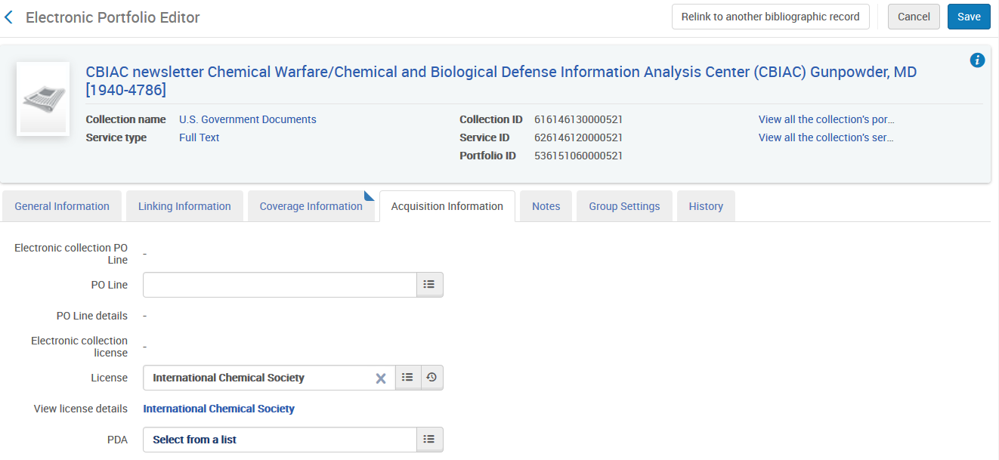 Electronic Portfolio Editor
Relink to another bibliographic record
Cancel
Save
CBIAC newsletter Chemical Warfare/Chemical and Biological Defense Information Analysis Center (CBIAC) Gunpowder, MD
[1940-4786]
Collection name U.S. Government Documents
Service type Full Text
Collection ID 616146130000521
Service ID 626146120000521
Portfolio ID 536151060000521
View all the collection's por...
View all the collection's ser...
General Information
Linking Information
Coverage Information
Acquisition Information
Notes
Group Settings
History
Electronic collection PO
Line -
PO Line
PO Line details -
Electronic collection
license -
License International Chemical Society
View license details International Chemical Society
PDA Select from a list